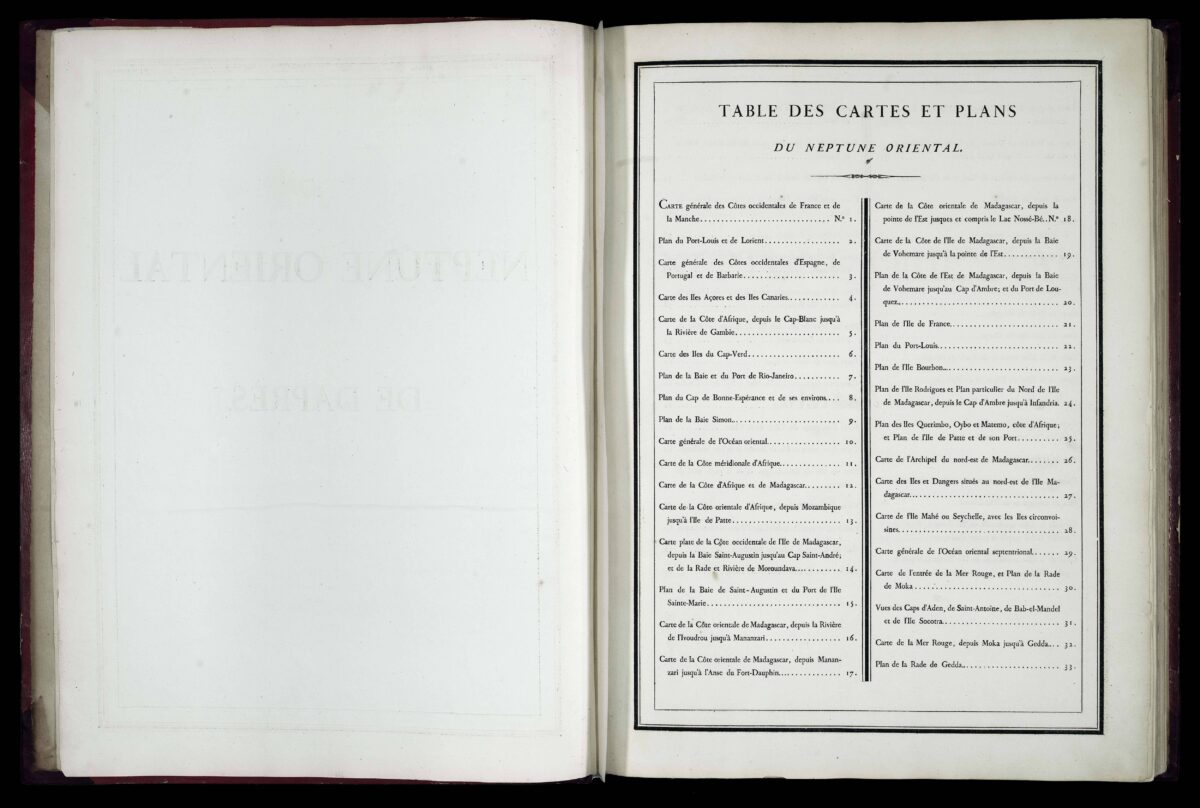 NEPTUNE ORIENTAL
DE D'APRÈS.
TABLE DES CARTES ET PLANS
DU NEPTUNE ORIENTAL.
CARTE générale des Côtes occidentales de France et de
la Manche.............................. N.º 1.
Plan du Port-Louis et de Lorient................. 2.
Carte générale des Côtes occidentales d'Espagne, de
Portugal et de Barbarie...................... 3.
Carte des Iles Açores et des Iles Canaries............ 4.
Carte de la Côte d'Afrique, depuis le Cap-Blanc jusqu'à
la Rivière de Gambie........................ 5.
Carte des Iles du Cap-Verd..................... 6.
Plan de la Baie et du Port de Rio-Janeiro........... 7.
Plan du Cap de Bonne-Espérance et de ses environs.... 8.
Plan de la Baie Simon......................... 9.
Carte générale de l'Océan oriental................. 10.
Carte de la Côte méridionale d'Afrique.............. 11.
Carte de la Côte d'Afrique et de Madagascar......... 12.
Carte de la Côte orientale d'Afrique, depuis Mozambique
jusqu'à l'Ile de Patte......................... 13.
Carte plate de la Côte occidentale de l'Ile de Madagascar,
depuis la Baie Saint-Augustin jusqu'au Cap Saint-André;
et de la Rade et Rivière de Moroundava........... 14.
Plan de la Baie de Saint-Augustin et du Port de l'Ile
Sainte-Marie............................... 15.
Carte de la Côte orientale de Madagascar, depuis la Rivière
de l'Ivoudrou jusqu'à Mananzari................. 16.
Carte de la Côte orientale de Madagascar, depuis Manan-
zari jusqu'à l'Anse du Fort-Dauphin............... 17.
Carte de la Côte orientale de Madagascar, depuis la
pointe de l'Est jusques et compris le Lac Nossé-Bé..N.º 18.
Carte de la Côte de l'Ile de Madagascar, depuis la Baie
de Vohemare jusqu'à la pointe de l'Est............ 19.
Plan de la Côte de l'Est de Madagascar, depuis la Baie
de Vohemare jusqu'au Cap d'Ambre; et du Port de Lou-
quez..................................... 20.
Plan de l'Ile de France......................... 21.
Plan du Port-Louis............................ 22.
Plan de l'Ile Bourbon.......................... 23.
Plan de l'Ile Rodrigues et Plan particulier du Nord de l'Ile
de Madagascar, depuis le Cap d'Ambre jusqu'à Infandria. 24.
Plan des Iles Querimbo, Oybo et Matemo, côte d'Afrique;
et Plan de l'Ile de Patte et de son Port.......... 25.
Carte de l'Archipel du nord-est de Madagascar........ 26.
Carte des Iles et Dangers situés au nord-est de l'Ile Ma-
dagascar.................................. 27.
Carte de l'Ile Mahé ou Seychelle, avec les Iles circonvoi-
sines..................................... 28.
Carte générale de l'Océan oriental septentrional....... 29.
Carte de l'entrée de la Mer Rouge, et Plan de la Rade
de Moka.................................. 30.
Vues des Caps d'Aden, de Saint-Antoine, de Bab-el-Mandel
et de l'Ile Socotra........................... 31.
Carte de la Mer Rouge, depuis Moka jusqu'à Gedda.... 32.
Plan de la Rade de Gedda....................... 33.